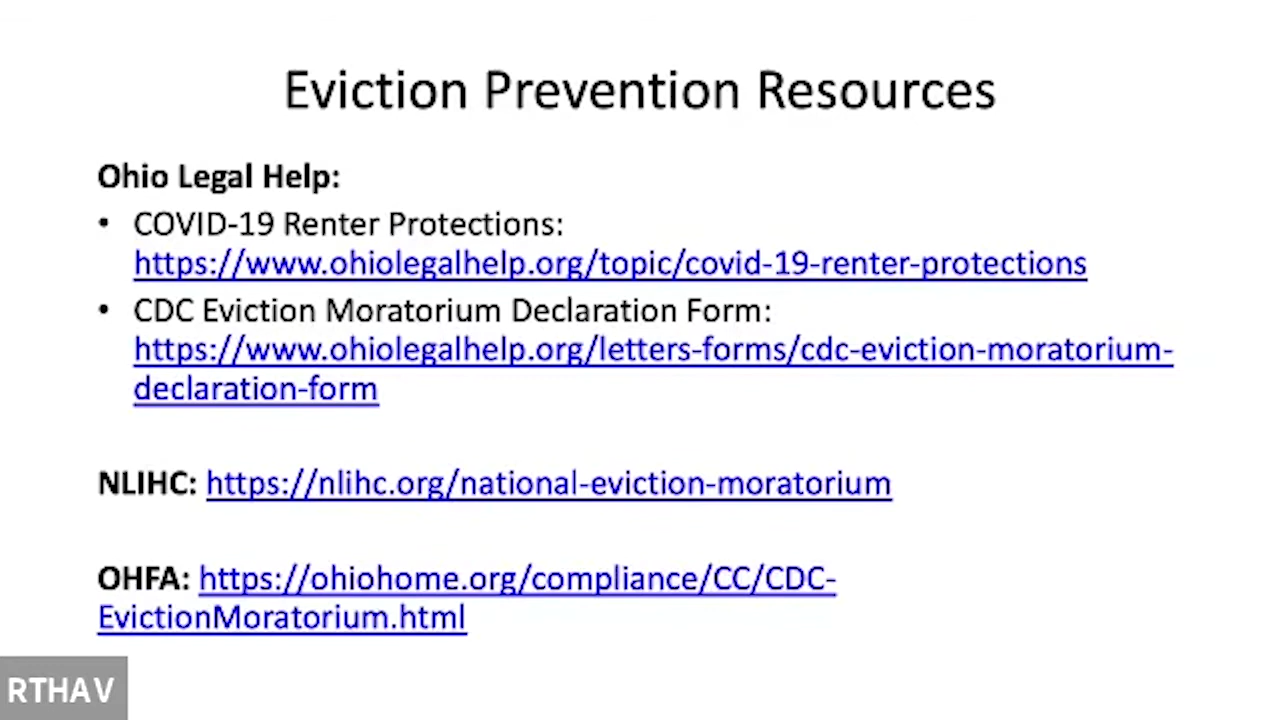 Eviction Prevention Resources
Ohio Legal Help:
• COVID-19 Renter Protections:
https://www.ohiolegalhelp.org/topic/covid-19-renter-protections
• CDC Eviction Moratorium Declaration Form:
https://www.ohiolegalhelp.org/letters-forms/cdc-eviction-moratorium-
declaration-form
NLIHC: https://nlihc.org/national-eviction-moratorium
OHFA: https://ohiohome.org/compliance/CC/CDC-
EvictionMoratorium.html
RTHAV